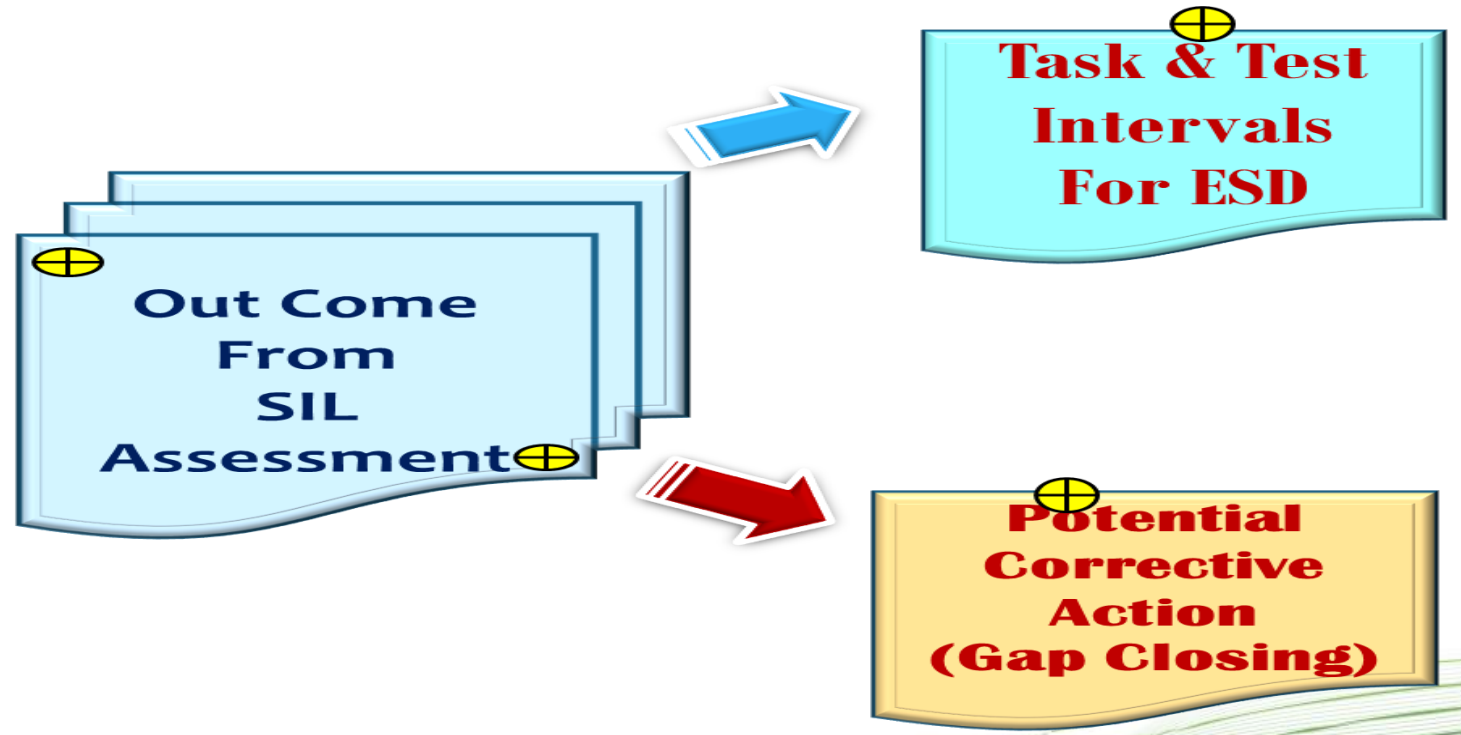 Out Come
From
SIL
Assessment
Task & Test
Intervals
For ESD
Potential
Corrective
Action
(Gap Closing)